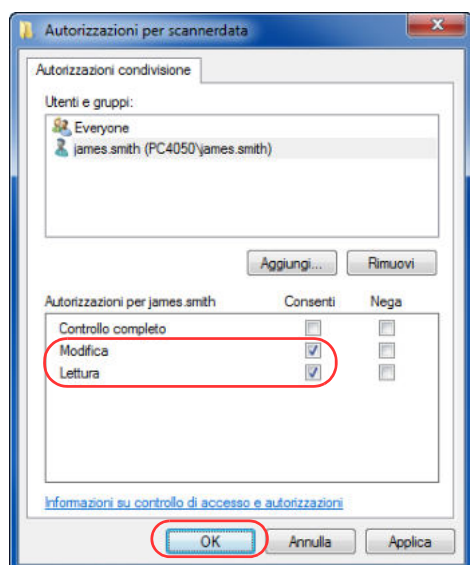 Autorizzazioni per scannerdata
Autorizzazioni condivisione
Utenti e gruppi:
Everyone
james.smith (PC4050\james.smith)
Aggiungi... Rimuovi
Autorizzazioni per james.smith Consenti Nega
Controllo completo
Modifica
Lettura
Informazioni su controllo di accesso e autorizzazioni
OK Annulla Applica